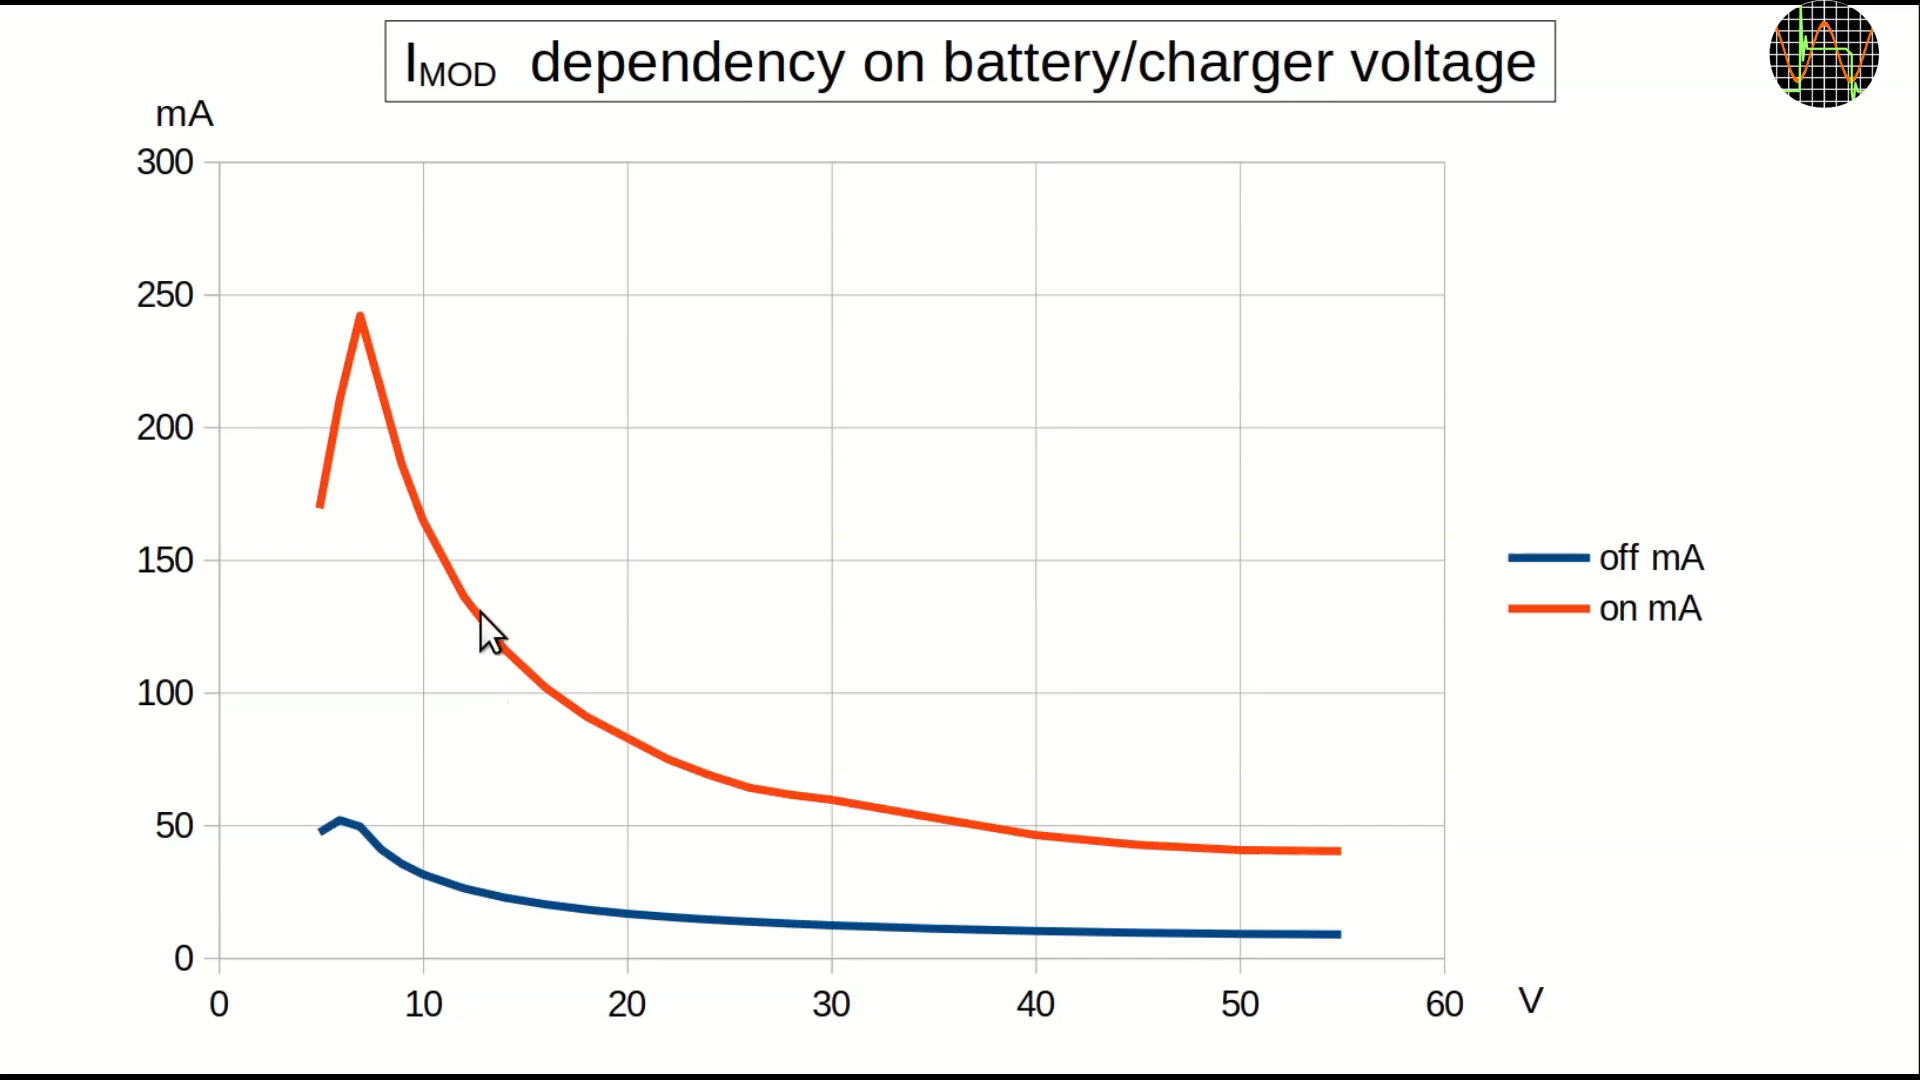 IMOD dependency on battery/charger voltage
mA
300
250
200
150
100
50
0
0 10 20 30 40 50 60 V
off mA
on mA